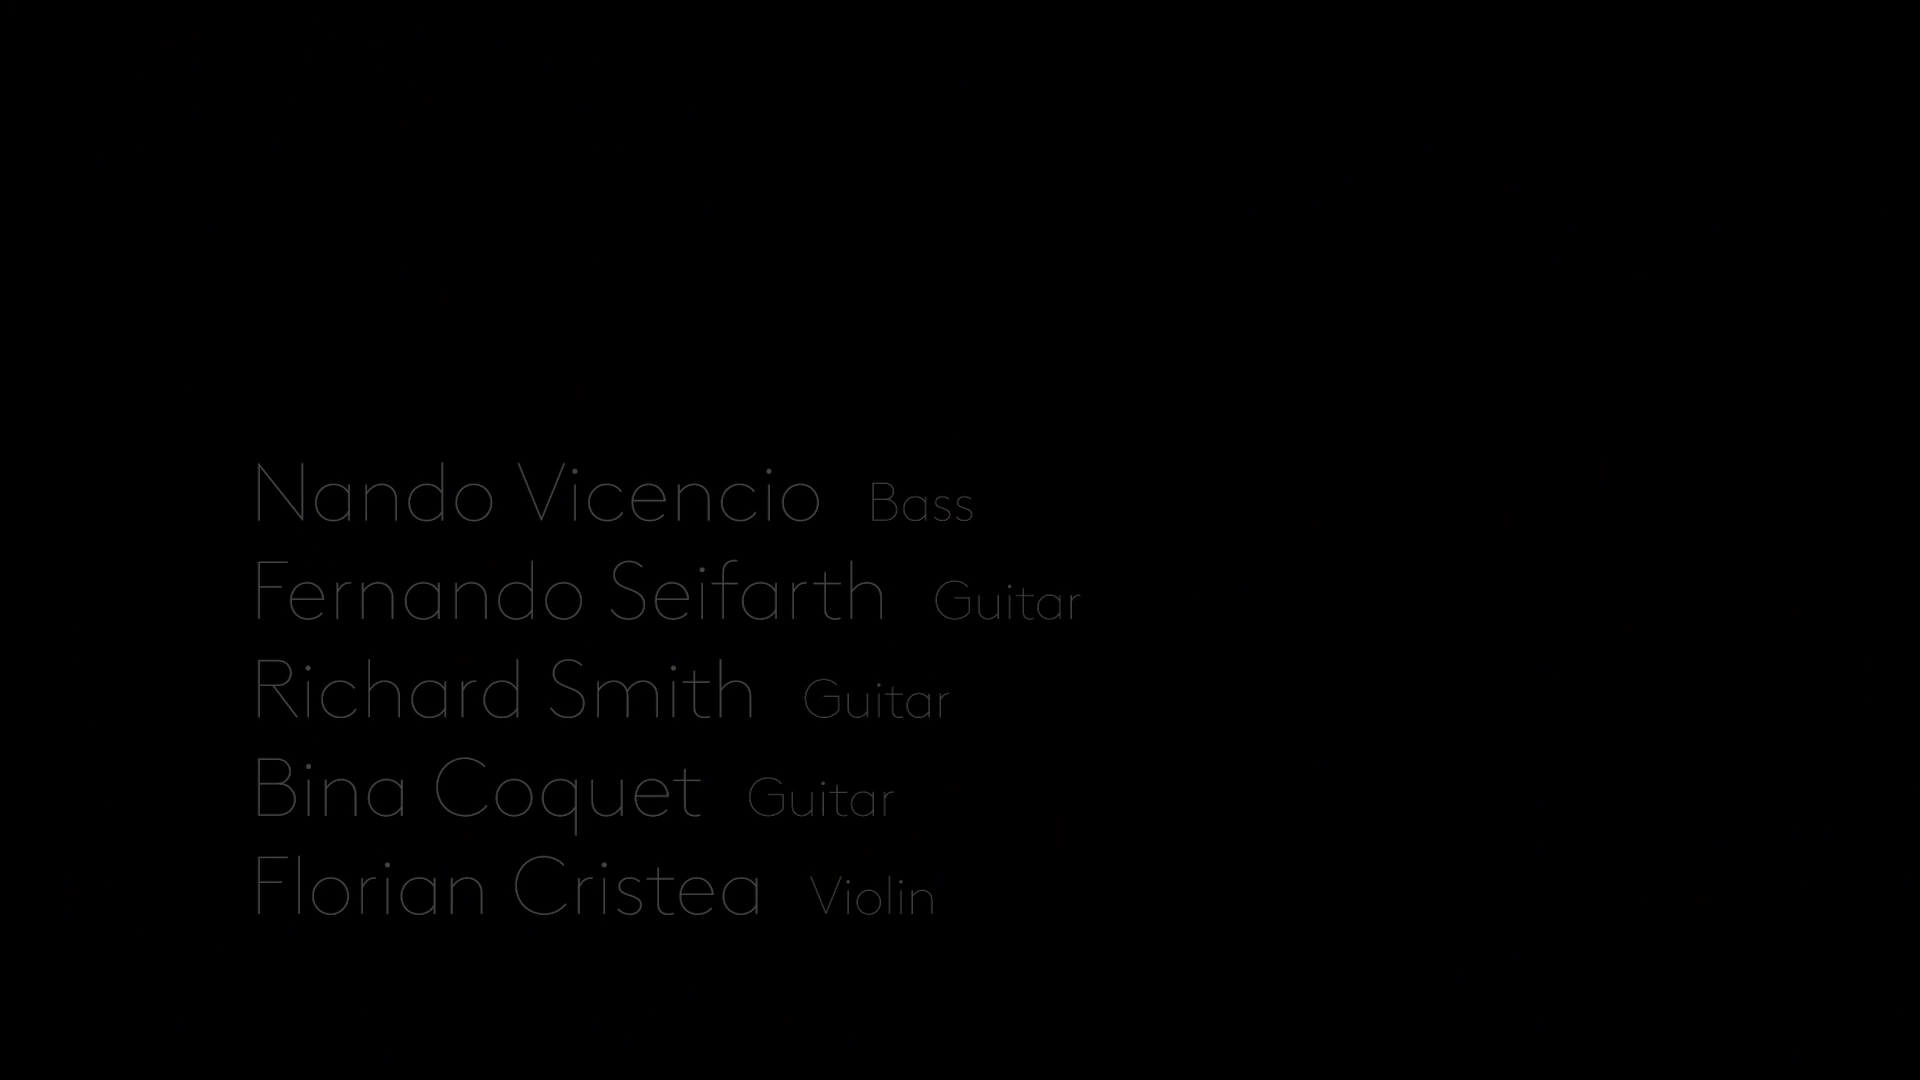 Nando Vicencio Bass
Fernando Seifarth Guitar
Richard Smith Guitar
Bina Coquet Guitar
Florian Cristea Violin